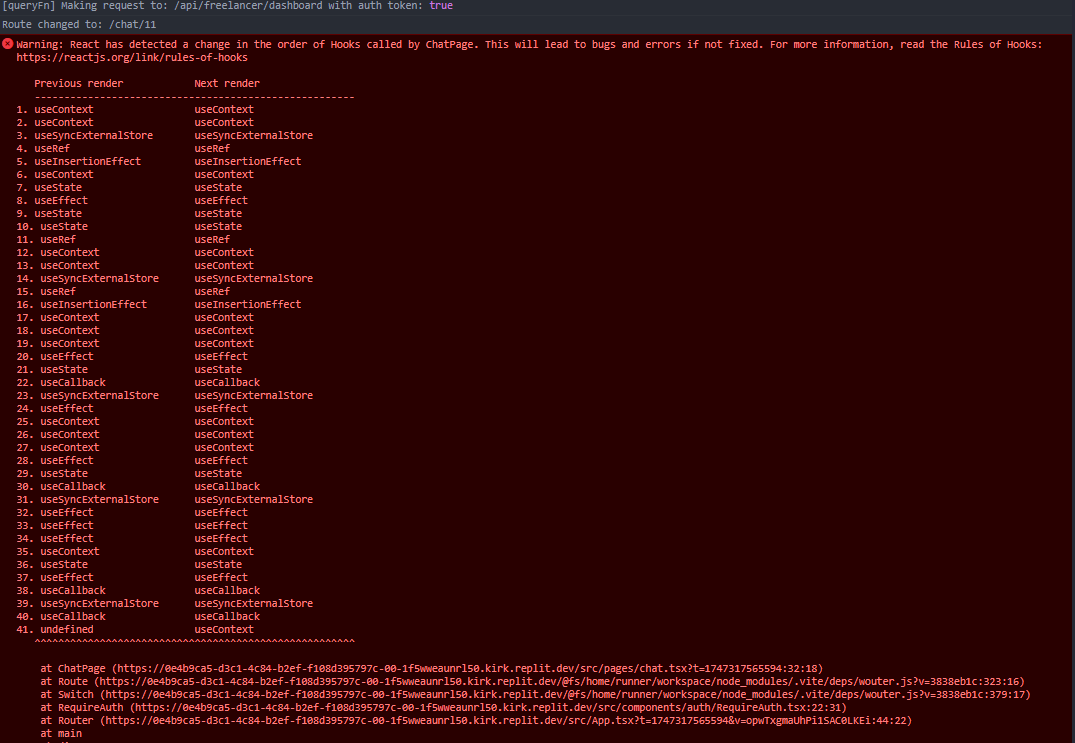 [queryFn] Making request to: /api/freelancer/dashboard with auth token: true
Route changed to: /chat/11
Warning: React has detected a change in the order of Hooks called by ChatPage. This will lead to bugs and errors if not fixed. For more information, read the Rules of Hooks:
https://reactjs.org/link/rules-of-hooks
Previous render Next render
------------------------------------------------------
1. useContext useContext
2. useContext useContext
3. useSyncExternalStore useSyncExternalStore
4. useRef useRef
5. useInsertionEffect useInsertionEffect
6. useContext useContext
7. useState useState
8. useEffect useEffect
9. useState useState
10. useState useState
11. useRef useRef
12. useContext useContext
13. useContext useContext
14. useSyncExternalStore useSyncExternalStore
15. useRef useRef
16. useInsertionEffect useInsertionEffect
17. useContext useContext
18. useContext useContext
19. useContext useContext
20. useEffect useEffect
21. useState useState
22. useCallback useCallback
23. useSyncExternalStore useSyncExternalStore
24. useEffect useEffect
25. useContext useContext
26. useContext useContext
27. useContext useContext
28. useEffect useEffect
29. useState useState
30. useCallback useCallback
31. useSyncExternalStore useSyncExternalStore
32. useEffect useEffect
33. useEffect useEffect
34. useEffect useEffect
35. useContext useContext
36. useState useState
37. useEffect useEffect
38. useCallback useCallback
39. useSyncExternalStore useSyncExternalStore
40. useCallback useCallback
41. undefined useContext
^^^^^^^^^^^^^^^^^^^^^^^^^^^^^^^^^^^^^^^^^^^^^^^^^^^^^^
at ChatPage (https://0e4b9ca5-d3c1-4c84-b2ef-f108d395797c-00-1f5wweaunrl50.kirk.replit.dev/src/pages/chat.tsx?t=1747317565594:32:18)
at Route (https://0e4b9ca5-d3c1-4c84-b2ef-f108d395797c-00-1f5wweaunrl50.kirk.replit.dev/@fs/home/runner/workspace/node_modules/.vite/deps/wouter.js?v=3838eb1c:323:16)
at Switch (https://0e4b9ca5-d3c1-4c84-b2ef-f108d395797c-00-1f5wweaunrl50.kirk.replit.dev/@fs/home/runner/workspace/node_modules/.vite/deps/wouter.js?v=3838eb1c:379:17)
at RequireAuth (https://0e4b9ca5-d3c1-4c84-b2ef-f108d395797c-00-1f5wweaunrl50.kirk.replit.dev/src/components/auth/RequireAuth.tsx:22:31)
at Router (https://0e4b9ca5-d3c1-4c84-b2ef-f108d395797c-00-1f5wweaunrl50.kirk.replit.dev/src/App.tsx?t=1747317565594&v=opwTxgmaUhPi1SAC0LKEi:44:22)
at main